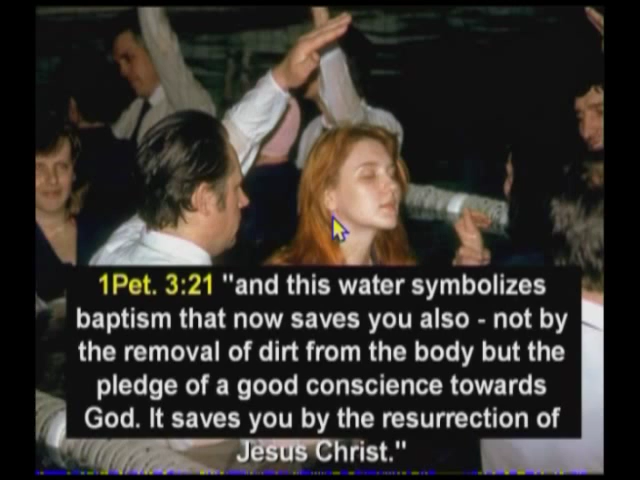 1Pet. 3:21 "and this water symbolizes
baptism that now saves you also - not by
the removal of dirt from the body but the
pledge of a good conscience towards
God. It saves you by the resurrection of
Jesus Christ."